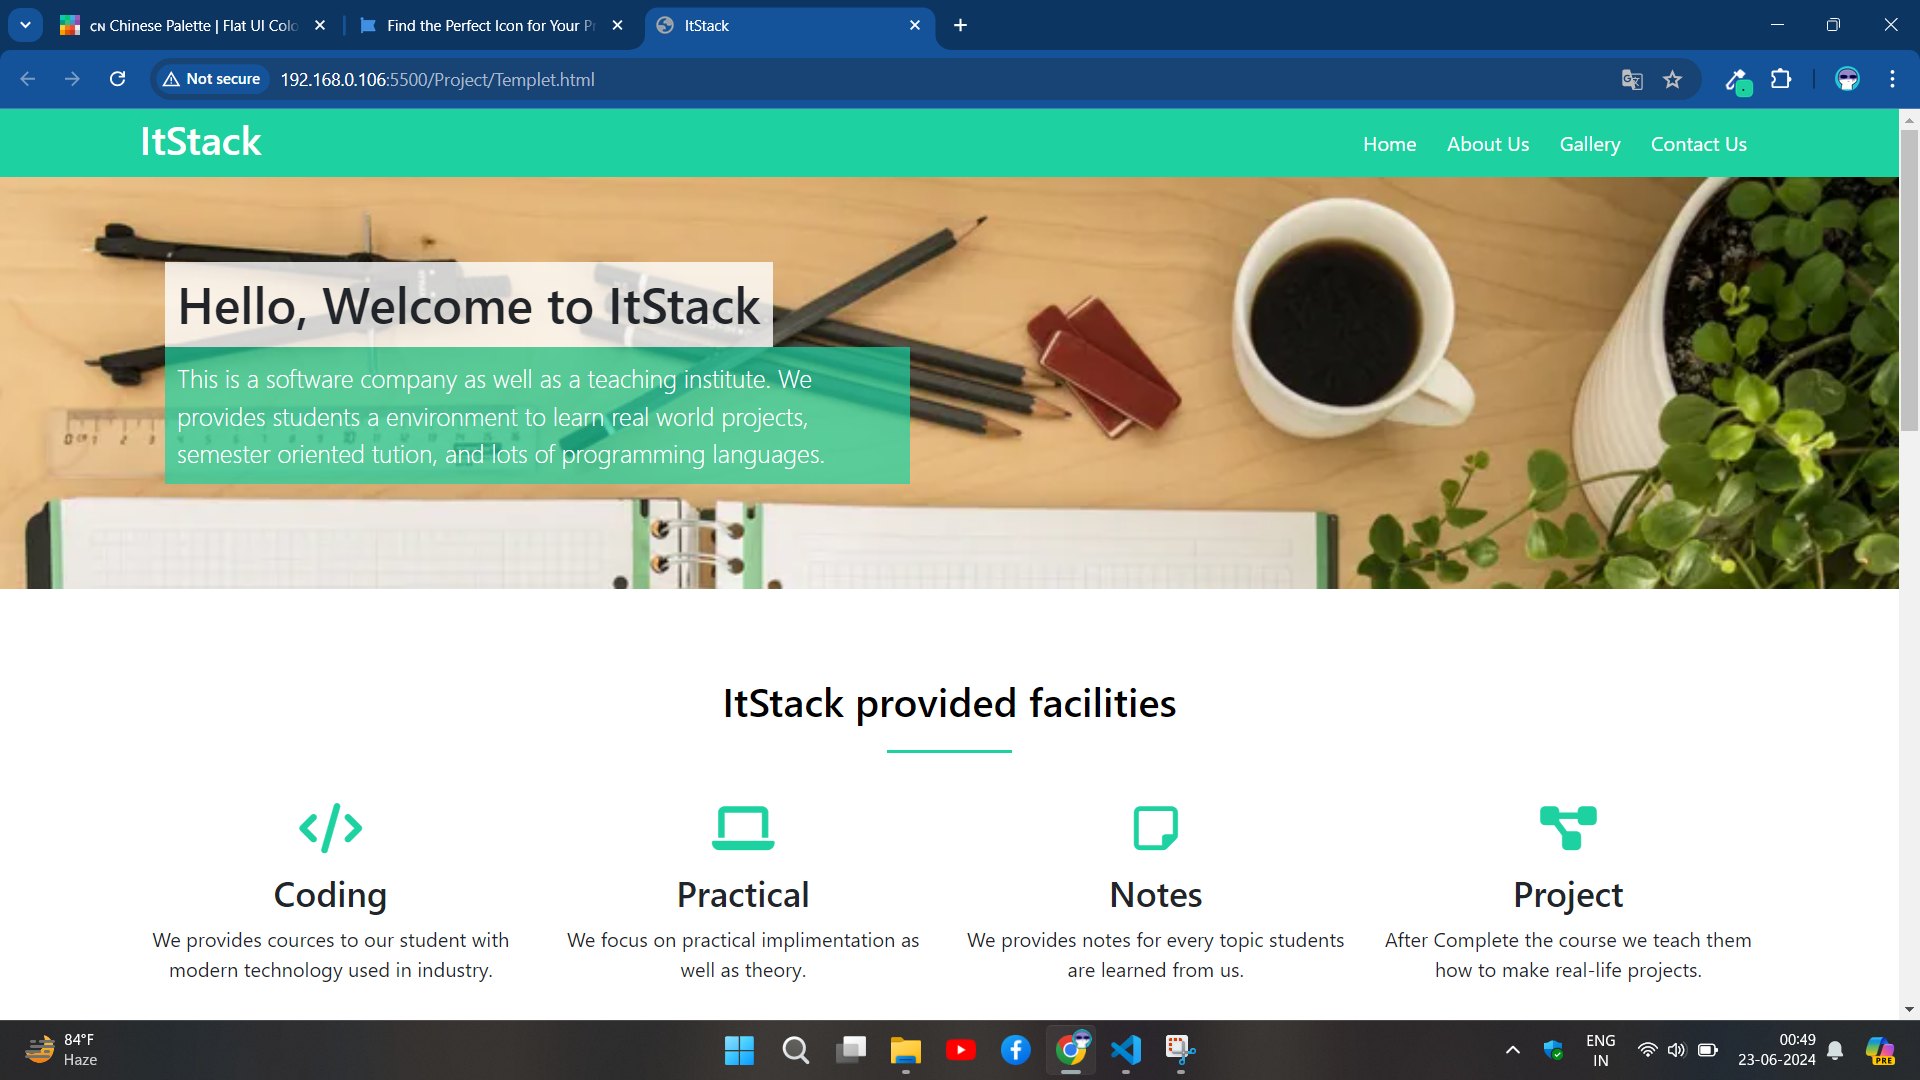 CN Chinese Palette | Flat UI Colo
Find the Perfect Icon for Your Pr
ItStack
Not secure
192.168.0.106:5500/Project/Templet.html
ItStack
Home
About Us
Gallery
Contact Us
Hello, Welcome to ItStack
This is a software company as well as a teaching institute. We
provides students a environment to learn real world projects,
semester oriented tution, and lots of programming languages.
ItStack provided facilities
Coding
We provides cources to our student with
modern technology used in industry.
Practical
We focus on practical implimentation as
well as theory.
Notes
We provides notes for every topic students
are learned from us.
Project
After Complete the course we teach them
how to make real-life projects.
84°F
Haze
ENG
IN
00:49
23-06-2024
PRE